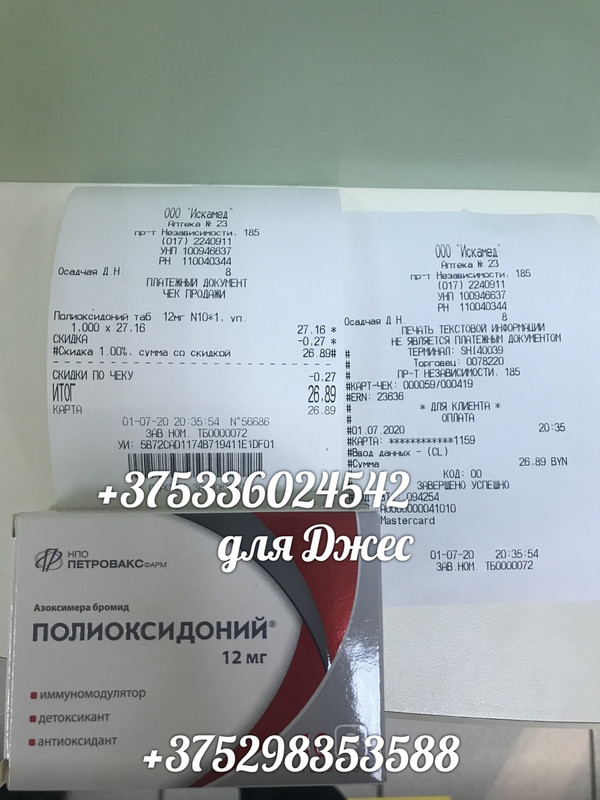 ООО "Искамед"
Аптека № 23
пр-т Независимости, 185
(017) 2240911
УНП 100946637
РН 110040344
Осадчая Д.Н. 8
ПЛАТЕЖНЫЙ ДОКУМЕНТ
ЧЕК ПРОДАЖИ
Полиоксидоний таб. 12мг N10*1, уп.
1,000 x 27.16 27.16 *
СКИДКА -0.27 *
#Скидка 1.00%, сумма со скидкой 26.89#
СКИДКИ ПО ЧЕКУ -0.27
ИТОГ 26.89
КАРТА 26.89
01-07-20 20:35:54 N°56686
ЗАВ.НОМ. ТБ0000072
УИ: 5B72CAD1174B719411E1DF01
ООО "Искамед"
Аптека № 23
пр-т Независимости, 185
(017) 2240911
УНП 100946637
РН 110040344
Осадчая Д.Н. 8
ПЕЧАТЬ ТЕКСТОВОЙ ИНФОРМАЦИИ
НЕ ЯВЛЯЕТСЯ ПЛАТЕЖНЫМ ДОКУМЕНТОМ
# ТЕРМИНАЛ: SHI40039
# Торговец: 0078220
# ПР-Т НЕЗАВИСИМОСТИ, 185
#КАРТ-ЧЕК: 000059/000419
#ERN: 23636
# * ДЛЯ КЛИЕНТА *
# ОПЛАТА
#01.07.2020 20:35
#КАРТА: ************1159
#Ввод данных - (CL)
#Сумма 26.89 BYN
КОД: 00
ЗАВЕРШЕНО УСПЕШНО
094254
A0000000041010
Mastercard
01-07-20 20:35:54
ЗАВ.НОМ. ТБ0000072
+375336024542
для Джес
НПО
ПЕТРОВАКС ФАРМ
Азоксимера бромид
ПОЛИОКСИДОНИЙ®
12 мг
иммуномодулятор
детоксикант
антиоксидант
+375298353588